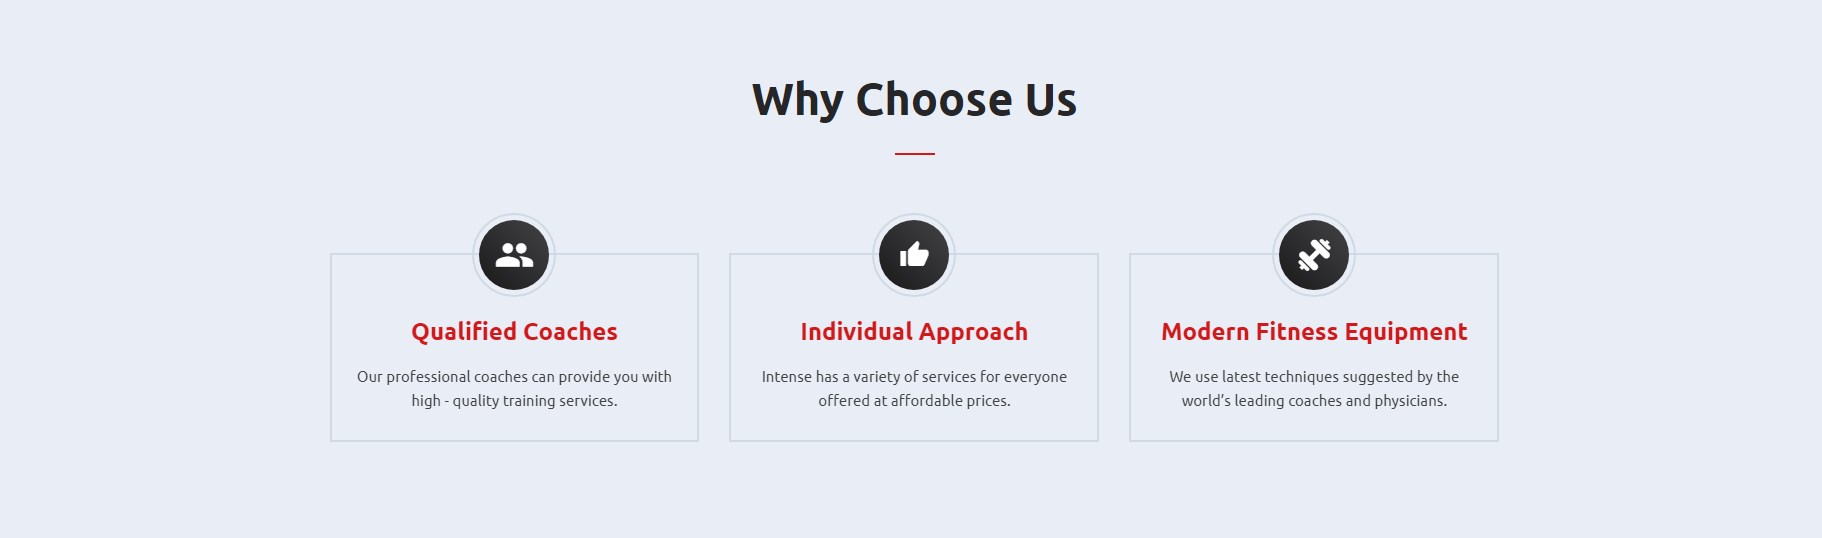 Why Choose Us
Qualified Coaches
Our professional coaches can provide you with
high - quality training services.
Individual Approach
Intense has a variety of services for everyone
offered at affordable prices.
Modern Fitness Equipment
We use latest techniques suggested by the
world’s leading coaches and physicians.